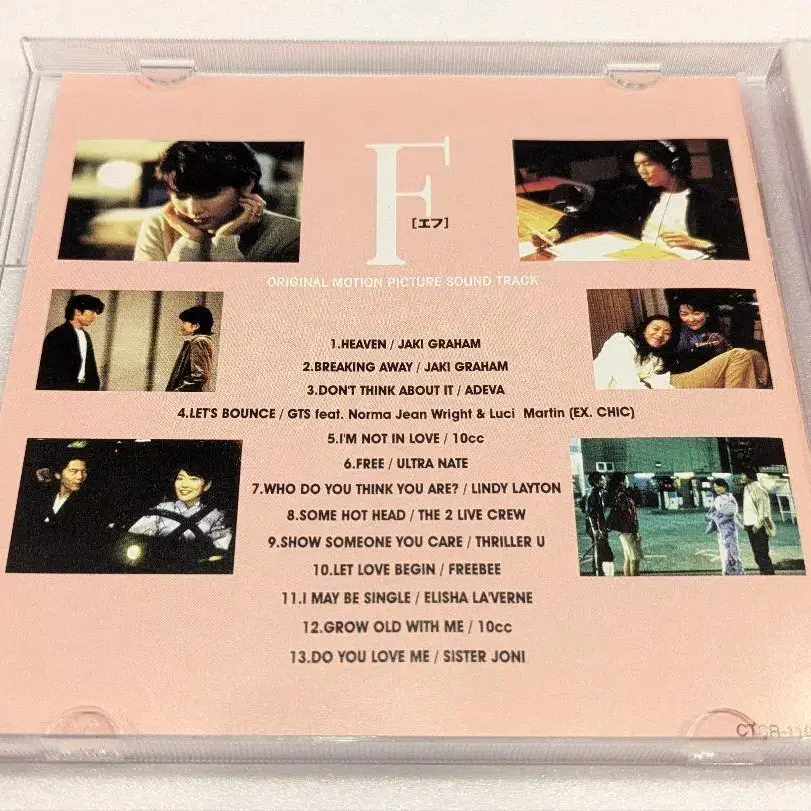 F
[エフ]
ORIGINAL MOTION PICTURE SOUND TRACK
1.HEAVEN / JAKI GRAHAM
2.BREAKING AWAY / JAKI GRAHAM
3.DON'T THINK ABOUT IT / ADEVA
4.LET'S BOUNCE / GTS feat. Norma Jean Wright & Luci Martin (EX. CHIC)
5.I'M NOT IN LOVE / 10cc
6.FREE / ULTRA NATE
7.WHO DO YOU THINK YOU ARE? / LINDY LAYTON
8.SOME HOT HEAD / THE 2 LIVE CREW
9.SHOW SOMEONE YOU CARE / THRILLER U
10.LET LOVE BEGIN / FREEBEE
11.I MAY BE SINGLE / ELISHA LA'VERNE
12.GROW OLD WITH ME / 10cc
13.DO YOU LOVE ME / SISTER JONI